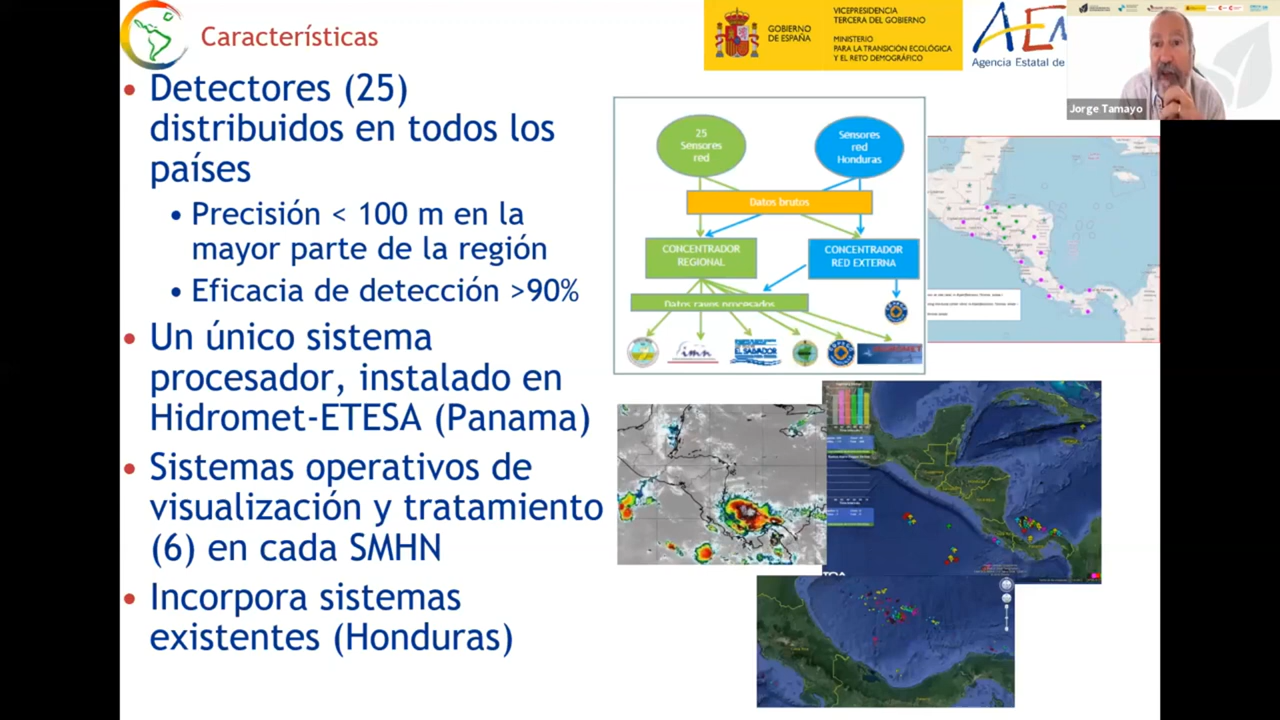 Características
GOBIERNO
DE ESPAÑA
VICEPRESIDENCIA
TERCERA DEL GOBIERNO
MINISTERIO
PARA LA TRANSICIÓN ECOLÓGICA
Y EL RETO DEMOGRÁFICO
Agencia Estatal de
Jorge Tamayo
• Detectores (25)
distribuidos en todos los
países
• Precisión < 100 m en la
mayor parte de la región
• Eficacia de detección >90%
• Un único sistema
procesador, instalado en
Hidromet-ETESA (Panama)
• Sistemas operativos de
visualización y tratamiento
(6) en cada SMHN
• Incorpora sistemas
existentes (Honduras)
25
Sensores
red
Sensores
red
Honduras
Datos brutos
CONCENTRADOR
REGIONAL
CONCENTRADOR
RED EXTERNA
Datos rayos procesados
imn
EL SALVADOR